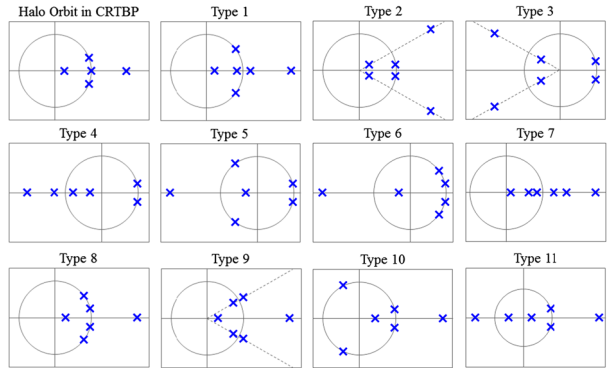 Halo Orbit in CRTBP
Type 1
Type 2
Type 3
Type 4
Type 5
Type 6
Type 7
Type 8
Type 9
Type 10
Type 11